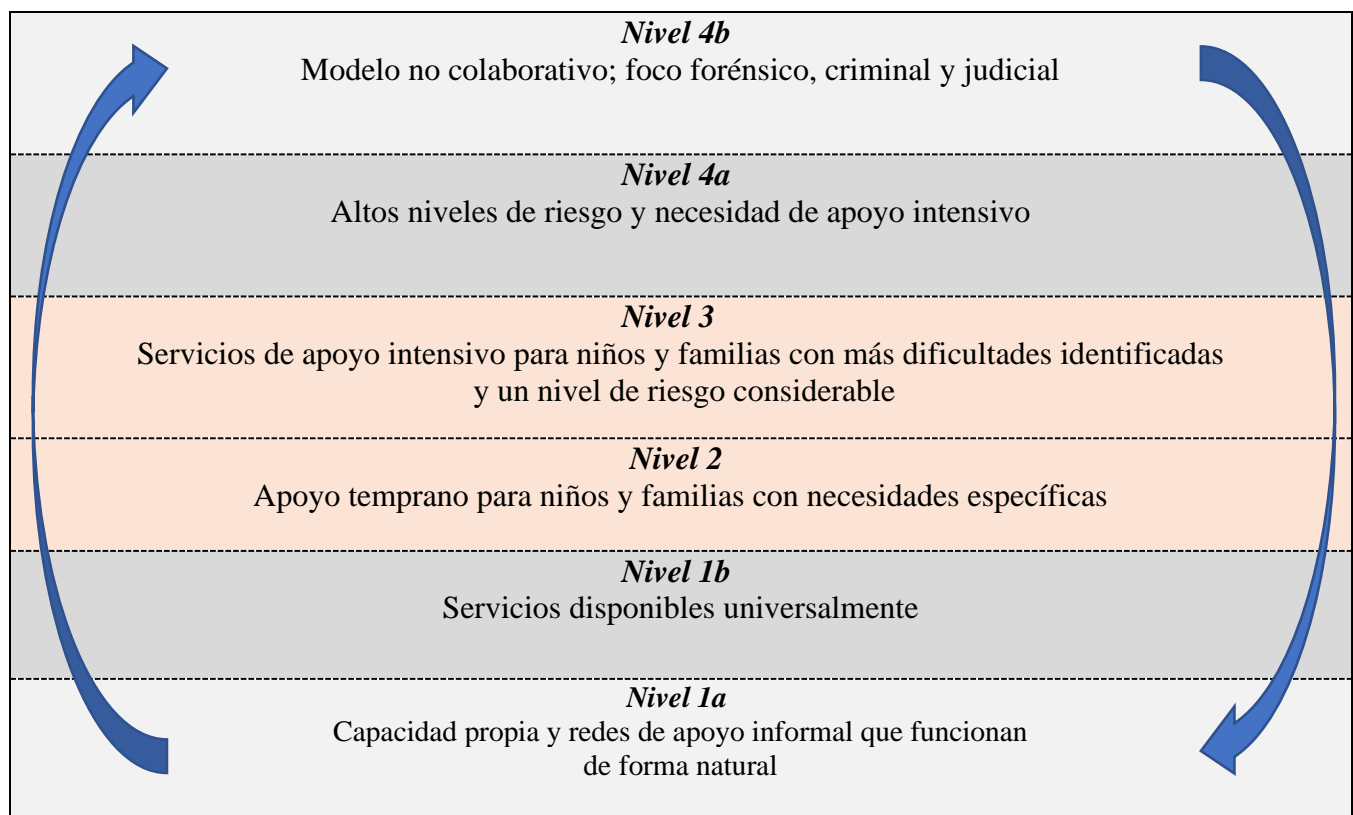 Nivel 4b
Modelo no colaborativo; foco forénsico, criminal y judicial
Nivel 4a
Altos niveles de riesgo y necesidad de apoyo intensivo
Nivel 3
Servicios de apoyo intensivo para niños y familias con más dificultades identificadas
y un nivel de riesgo considerable
Nivel 2
Apoyo temprano para niños y familias con necesidades específicas
Nivel 1b
Servicios disponibles universalmente
Nivel 1a
Capacidad propia y redes de apoyo informal que funcionan
de forma natural